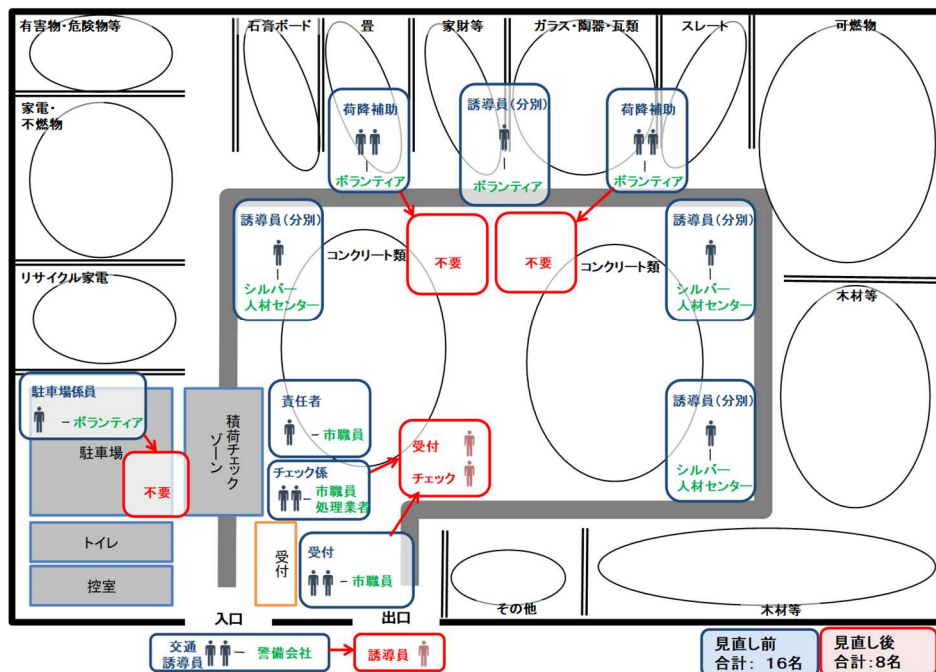 有害物・危険物等
石膏ボード
畳
家財等
ガラス・陶器・瓦類
スレート
可燃物
家電・
不燃物
荷降補助
ボランティア
誘導員(分別)
ボランティア
荷降補助
ボランティア
誘導員(分別)
シルバー
人材センター
コンクリート類
不要
不要
コンクリート類
誘導員(分別)
シルバー
人材センター
リサイクル家電
木材等
駐車場係員
ボランティア
駐車場
不要
積荷チェック
ゾーン
責任者
市職員
チェック係
市職員
処理業者
受付
チェック
誘導員(分別)
シルバー
人材センター
トイレ
控室
受付
受付
市職員
その他
木材等
入口
出口
交通
誘導員
警備会社
誘導員
見直し前
合計: 16名
見直し後
合計:8名